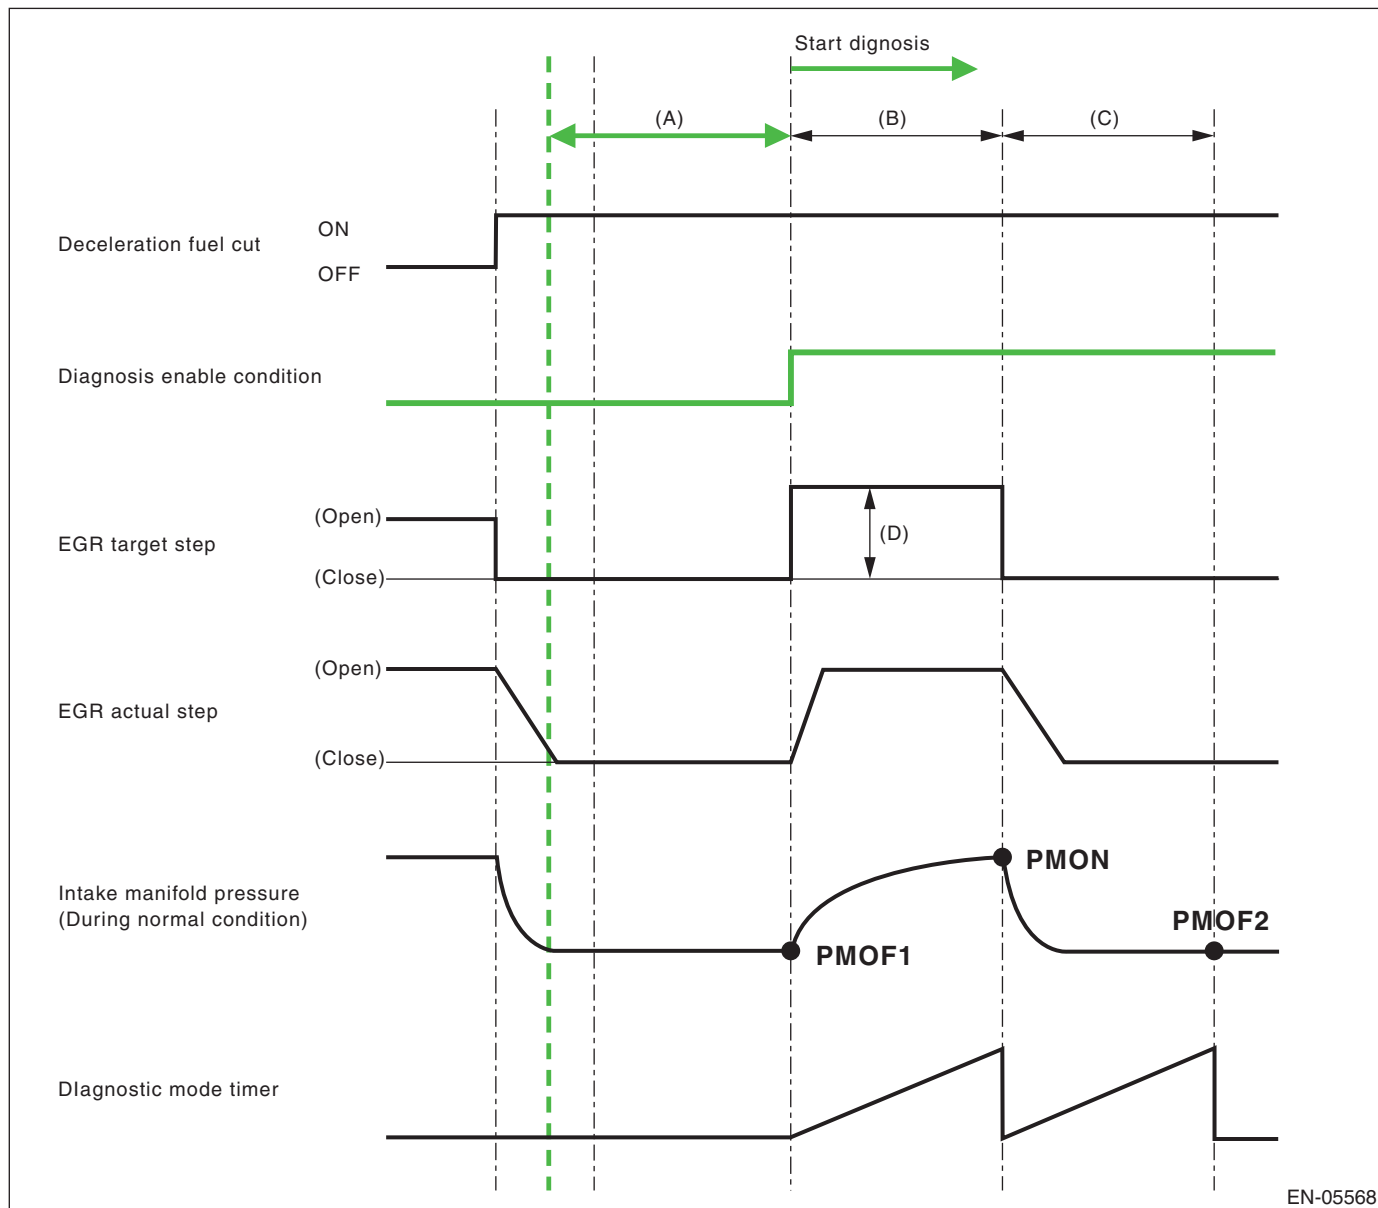 Start dignosis
(A)
(B)
(C)
Deceleration fuel cut
ON
OFF
Diagnosis enable condition
EGR target step
(Open)
(Close)
(D)
EGR actual step
(Open)
(Close)
Intake manifold pressure
(During normal condition)
PMOF1
PMON
PMOF2
DIagnostic mode timer
EN-05568